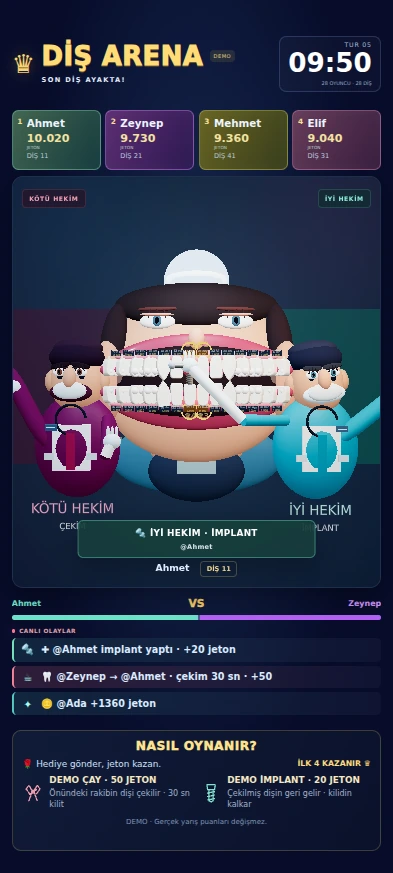 DİŞ ARENA
DEMO
SON DİŞ AYAKTA!
TUR 05
09:50
28 OYUNCU · 28 DİŞ
1 Ahmet
10.020
JETON
DİŞ 11
2 Zeynep
9.730
JETON
DİŞ 21
3 Mehmet
9.360
JETON
DİŞ 41
4 Elif
9.040
JETON
DİŞ 31
KÖTÜ HEKİM
İYİ HEKİM
KÖTÜ HEKİM
İYİ HEKİM
İYİ HEKİM · İMPLANT
@Ahmet
Ahmet DİŞ 11
Ahmet VS Zeynep
CANLI OLAYLAR
@Ahmet implant yaptı · +20 jeton
@Zeynep → @Ahmet · çekim 30 sn · +50
@Ada +1360 jeton
NASIL OYNANIR?
Hediye gönder, jeton kazan.
İLK 4 KAZANIR
DEMO ÇAY · 50 JETON
Önündeki rakibin dişi çekilir · 30 sn
kilit
DEMO İMPLANT · 20 JETON
Çekilmiş dişin geri gelir · kilidin
kalkar
DEMO · Gerçek yarış puanları değişmez.